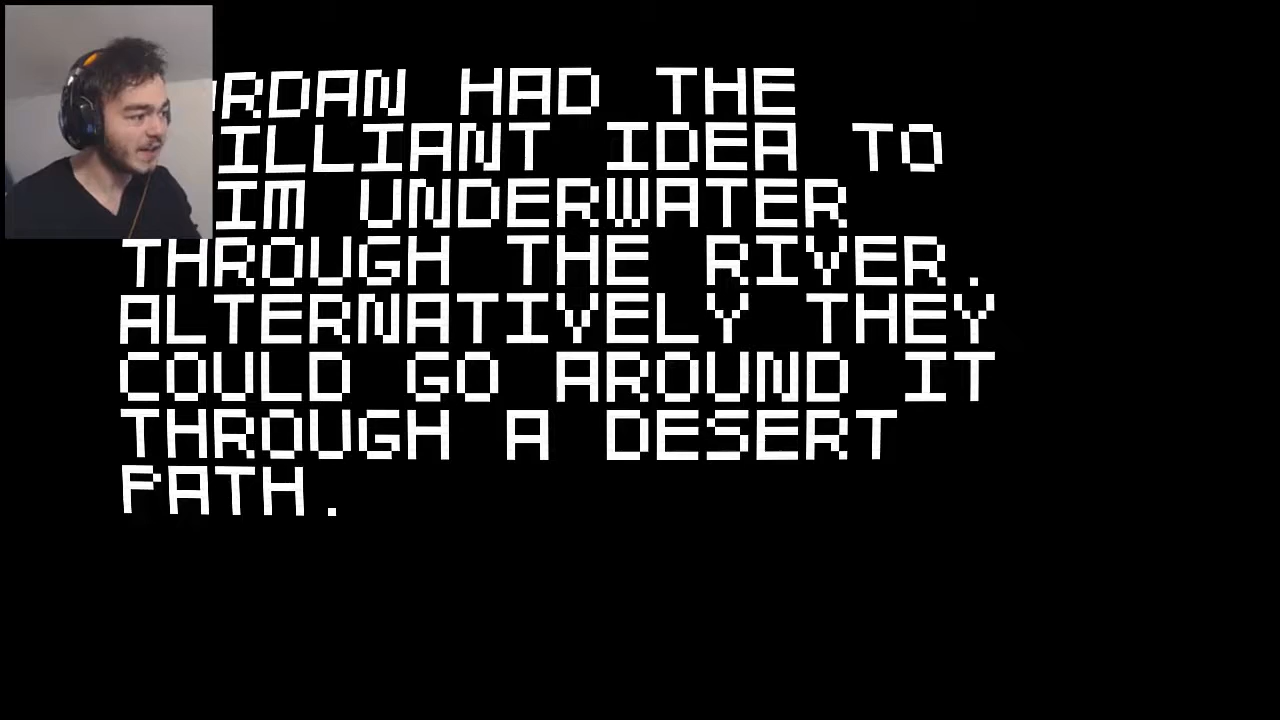 RDAN HAD THE
ILLIANT IDEA TO
IM UNDERWATER
THROUGH THE RIVER.
ALTERNATIVELY THEY
COULD GO AROUND IT
THROUGH A DESERT
PATH.